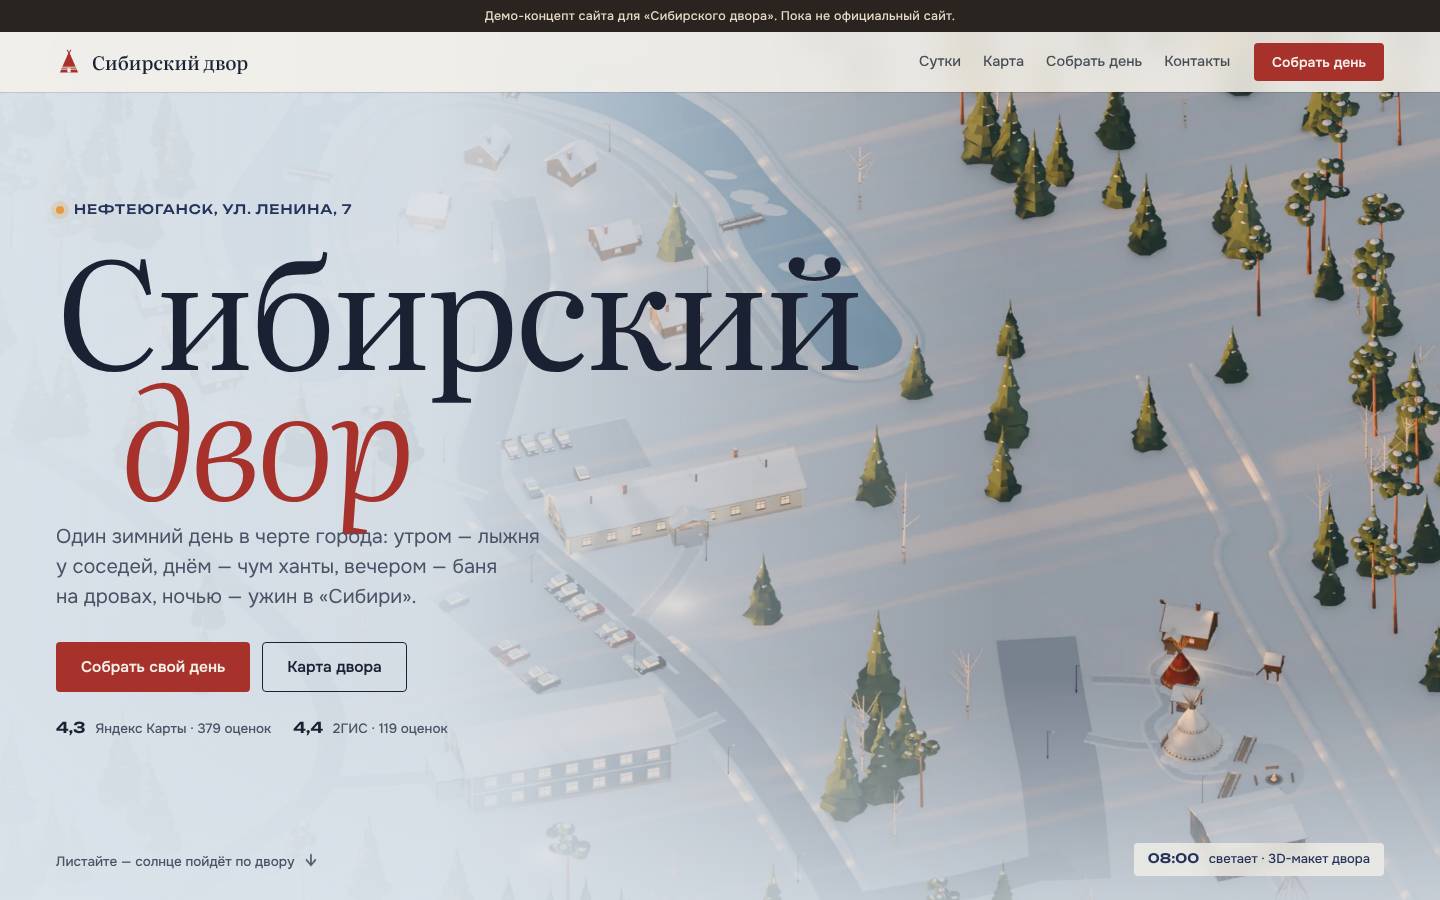 Демо-концепт сайта для «Сибирского двора». Пока не официальный сайт.
Сибирский двор
Сутки Карта Собрать день Контакты Собрать день
НЕФТЕЮГАНСК, УЛ. ЛЕНИНА, 7
Сибирский
двор
Один зимний день в черте города: утром — лыжня
у соседей, днём — чум ханты, вечером — баня
на дровах, ночью — ужин в «Сибири».
Собрать свой день Карта двора
4,3 Яндекс Карты · 379 оценок 4,4 2ГИС · 119 оценок
Листайте — солнце пойдёт по двору ↓
08:00 светает · 3D-макет двора